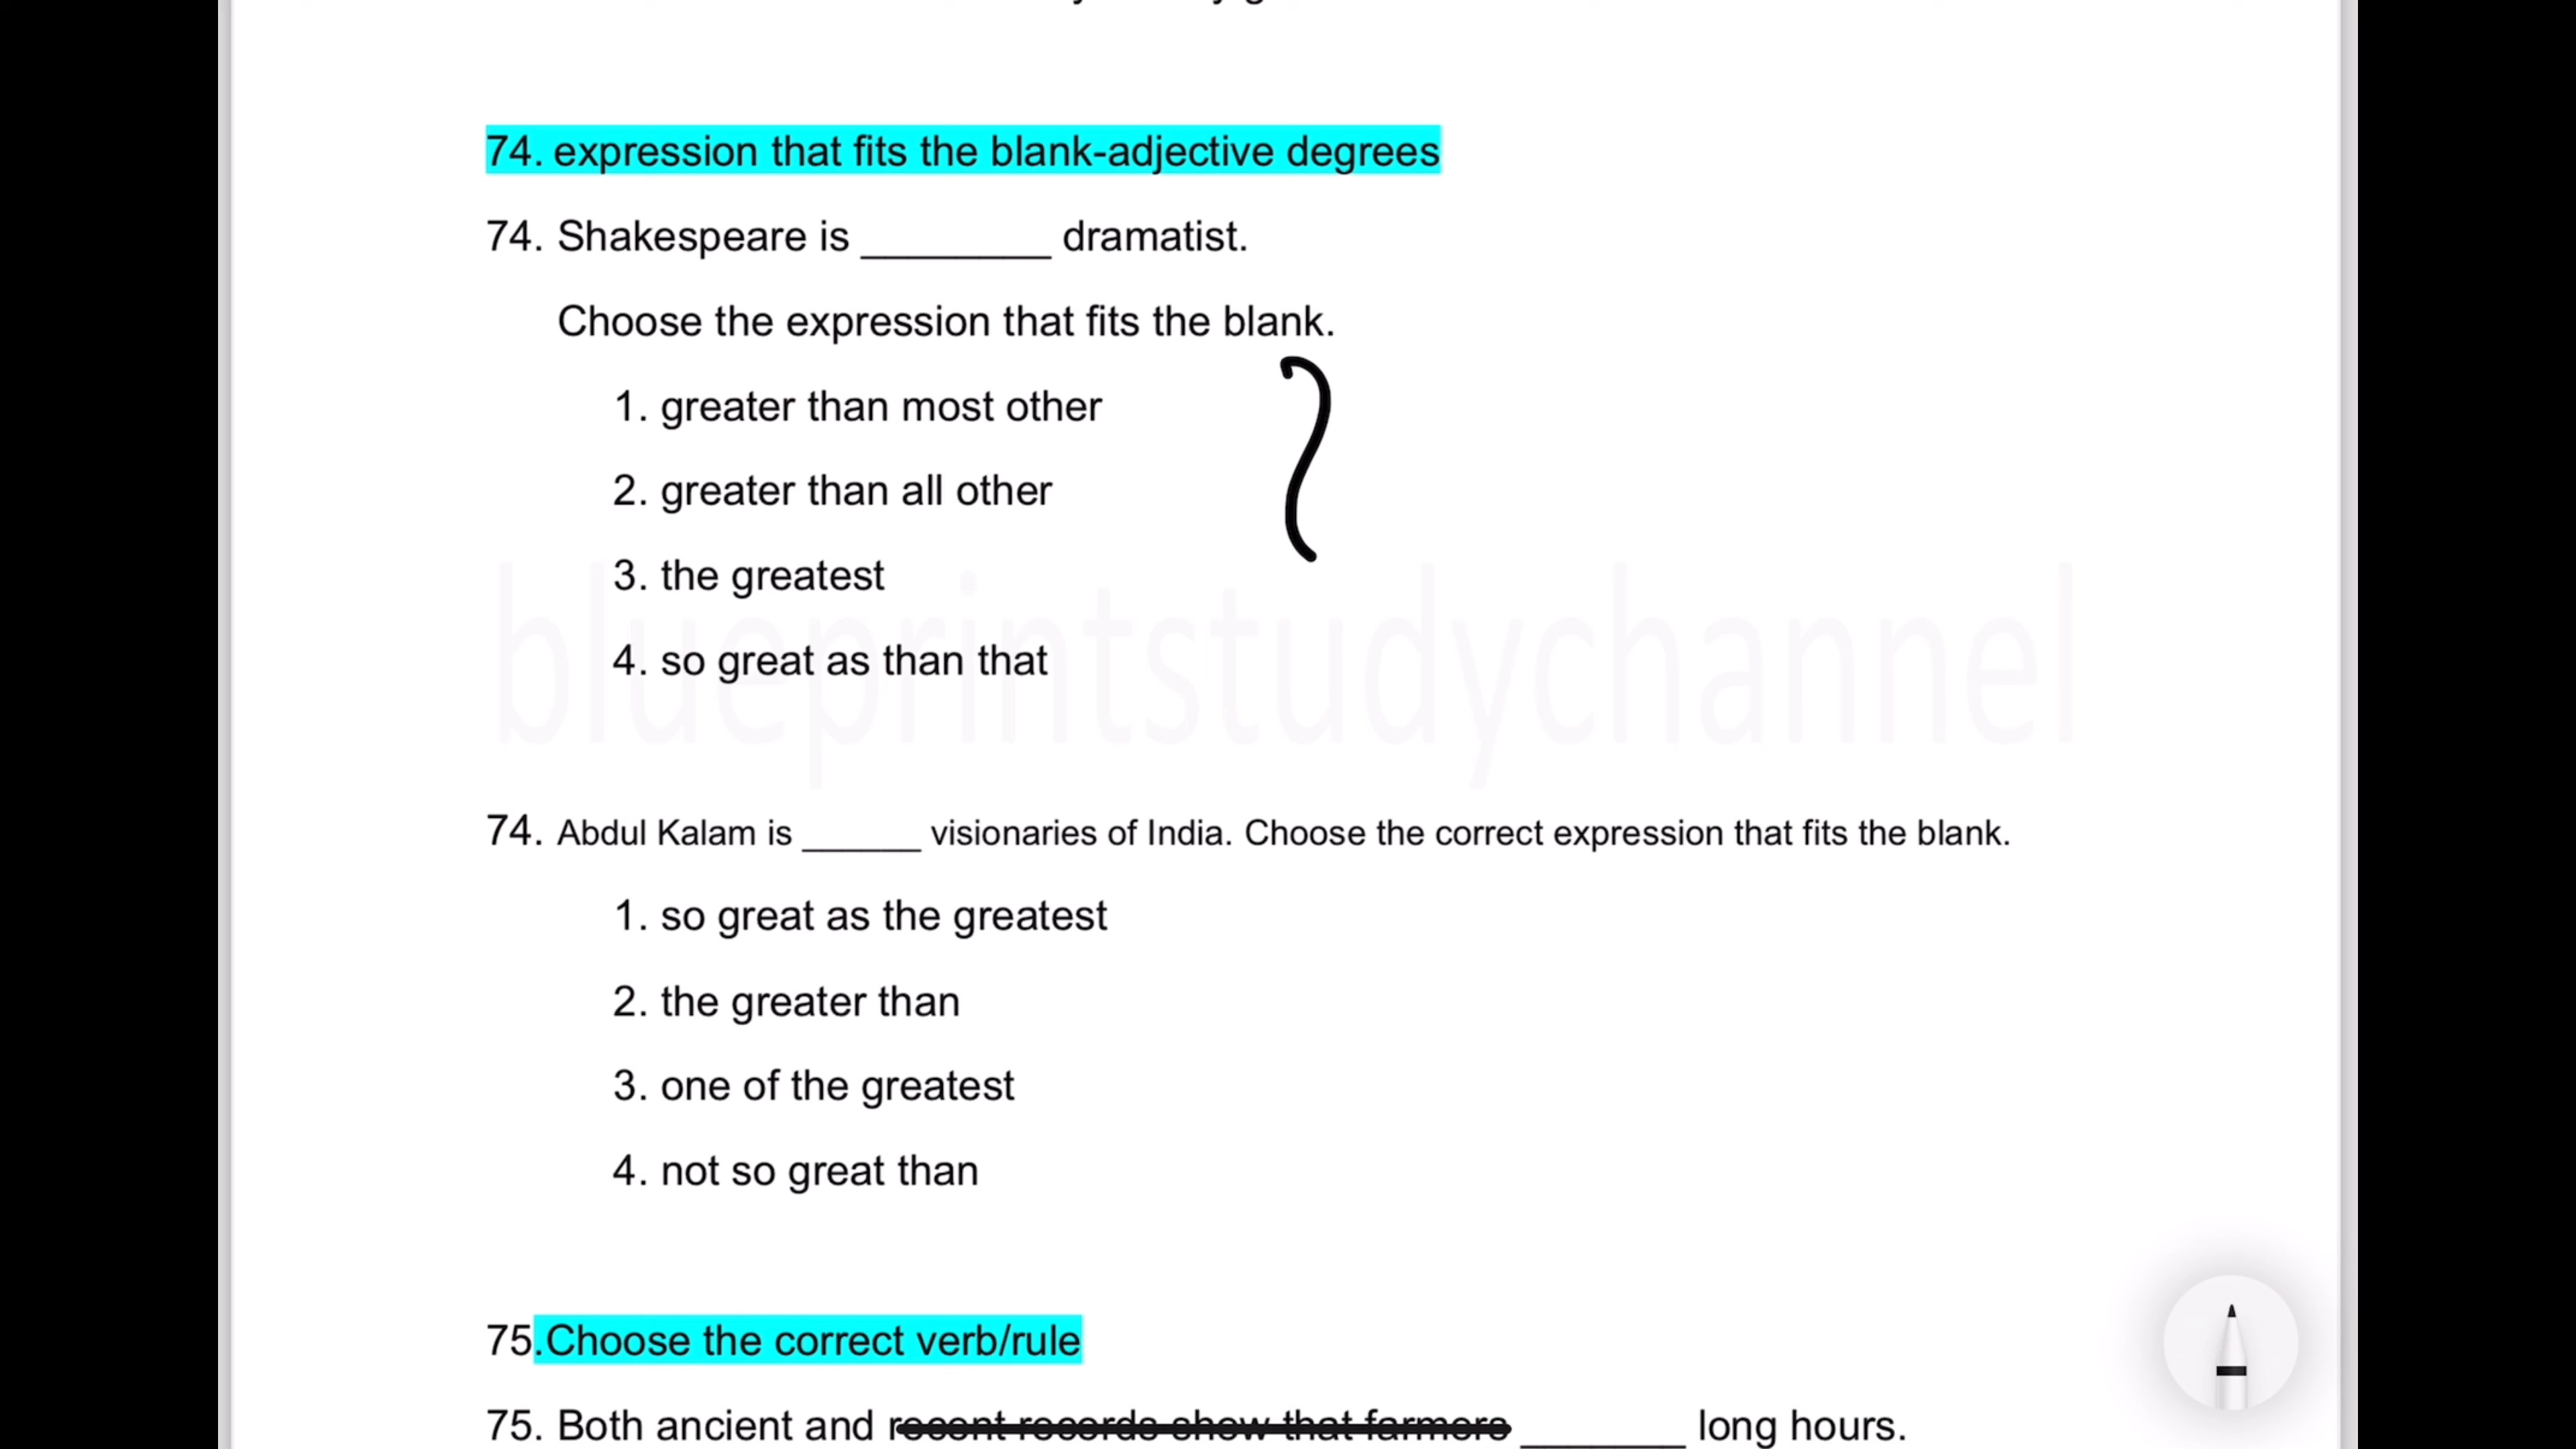 74. expression that fits the blank-adjective degrees
74. Shakespeare is ________ dramatist.
Choose the expression that fits the blank.
1. greater than most other
2. greater than all other
3. the greatest
4. so great as than that
blueprintstudychannel
74. Abdul Kalam is ______ visionaries of India. Choose the correct expression that fits the blank.
1. so great as the greatest
2. the greater than
3. one of the greatest
4. not so great than
75.Choose the correct verb/rule
75. Both ancient and recent records show that farmers _______ long hours.